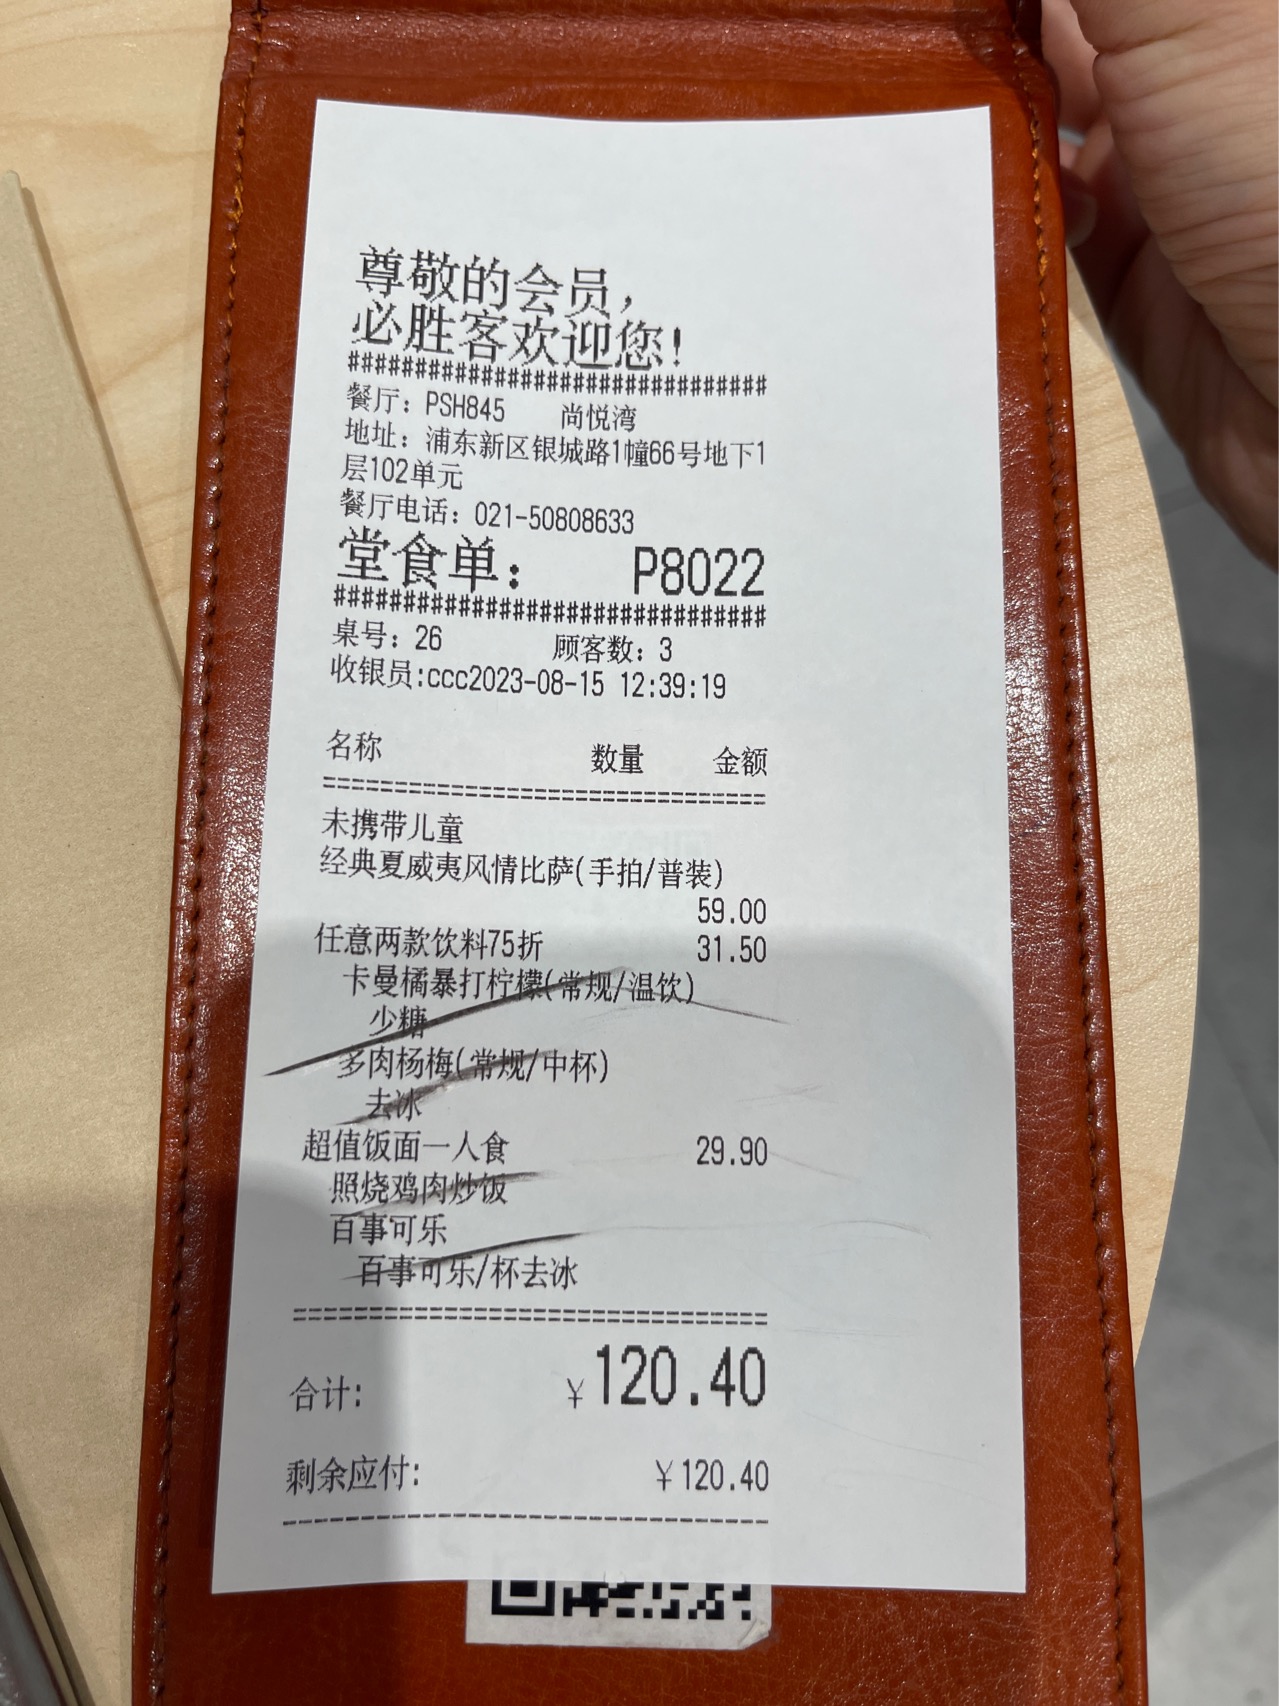 尊敬的会员，
必胜客欢迎您!
################################
餐厅: PSH845 尚悦湾
地址: 浦东新区银城路1幢66号地下1
层102单元
餐厅电话: 021-50808633
堂食单: P8022
################################
桌号: 26 顾客数: 3
收银员:ccc2023-08-15 12:39:19
名称 数量 金额
================================
未携带儿童
经典夏威夷风情比萨(手拍/普装)
59.00
任意两款饮料75折 31.50
卡曼橘暴打柠檬(常规/温饮)
少糖
多肉杨梅(常规/中杯)
去冰
超值饭面一人食 29.90
照烧鸡肉炒饭
百事可乐
百事可乐/杯去冰
================================
合计: ￥120.40
剩余应付: ￥120.40
--------------------------------